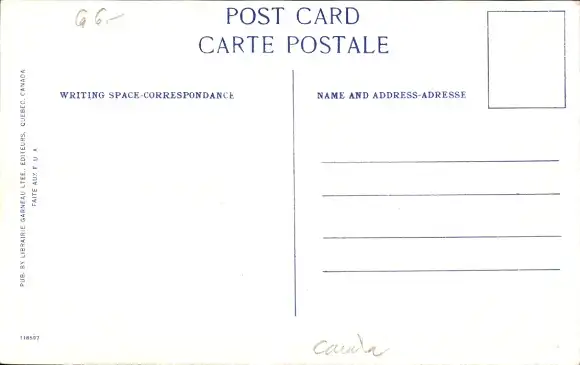 G 6.-
POST CARD
CARTE POSTALE
WRITING SPACE-CORRESPONDANCE
NAME AND ADDRESS-ADRESSE
PUB. BY LIBRAIRIE GARNEAU LTEE., EDITEURS, QUEBEC, CANADA
FAITE AUX E U A
118507
Canada